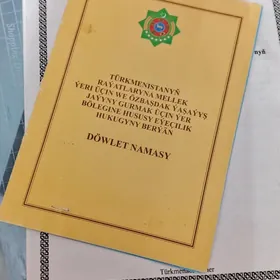 TÜRKMENISTANYŇ
RAÝATLARYNA MELLEK
ÝERI ÜÇIN WE ÖZBAŞDAK ÝAŞAÝYŞ
JAÝYNY GURMAK ÜÇIN ÝER
BÖLEGINE HUSUSY EÝEÇILIK
HUKUGYNY BERÝÄN
DÖWLET NAMASY